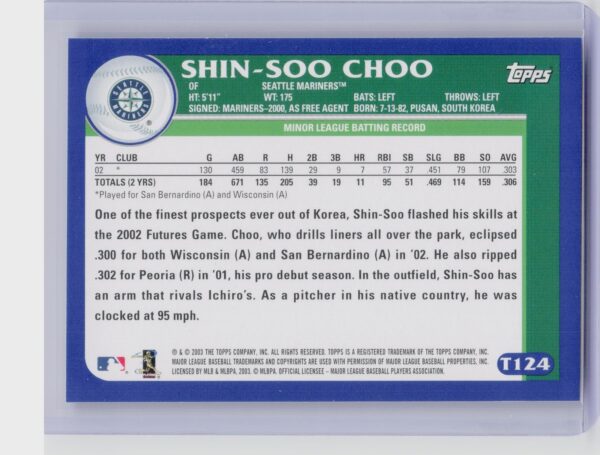 SHIN-SOO CHOO
topps
OF SEATTLE MARINERS™
HT: 5'11" WT: 175 BATS: LEFT THROWS: LEFT
SIGNED: MARINERS–2000, AS FREE AGENT BORN: 7-13-82, PUSAN, SOUTH KOREA
SEATTLE MARINERS
MINOR LEAGUE BATTING RECORD
YR CLUB G AB R H 2B 3B HR RBI SB SLG BB SO AVG
02 * 130 459 83 139 29 9 7 57 37 .451 79 107 .303
TOTALS (2 YRS) 184 671 135 205 39 19 11 95 51 .469 114 159 .306
*Played for San Bernardino (A) and Wisconsin (A)
One of the finest prospects ever out of Korea, Shin-Soo flashed his skills at
the 2002 Futures Game. Choo, who drills liners all over the park, eclipsed
.300 for both Wisconsin (A) and San Bernardino (A) in '02. He also ripped
.302 for Peoria (R) in '01, his pro debut season. In the outfield, Shin-Soo has
an arm that rivals Ichiro's. As a pitcher in his native country, he was
clocked at 95 mph.
® & © 2003 THE TOPPS COMPANY, INC. ALL RIGHTS RESERVED. TOPPS IS A REGISTERED TRADEMARK OF THE TOPPS COMPANY, INC.
MAJOR LEAGUE BASEBALL TRADEMARKS AND COPYRIGHTS ARE USED WITH PERMISSION OF MAJOR LEAGUE BASEBALL PROPERTIES, INC.
LICENSED BY MLB & MLBPA, 2003. © MLBPA. OFFICIAL LICENSEE – MAJOR LEAGUE BASEBALL PLAYERS ASSOCIATION.
T124